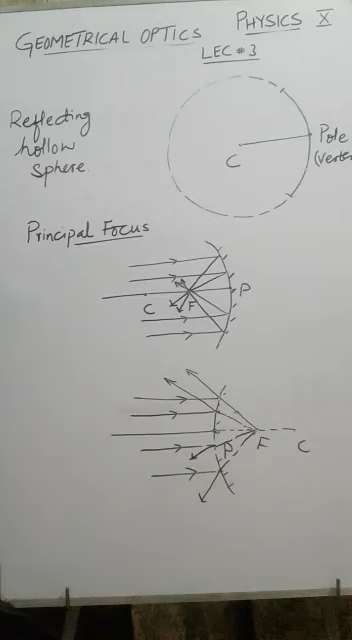 GEOMETRICAL OPTICS PHYSICS X
LEC # 3
Reflecting
hollow
Sphere.
Pole
C
Principal Focus
C F P
P F C